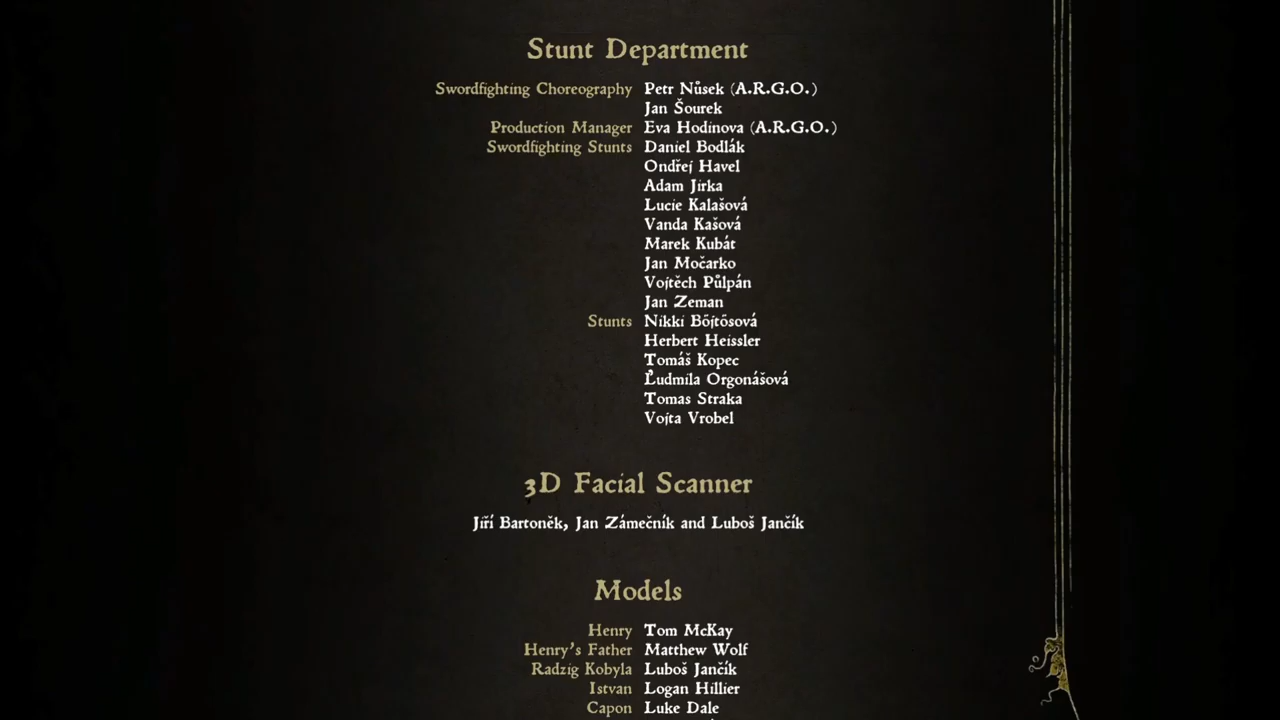 Stunt Department
Swordfighting Choreography Petr Nůsek (A.R.G.O.)
Jan Šourek
Production Manager Eva Hodinova (A.R.G.O.)
Swordfighting Stunts Daniel Bodlák
Ondřej Havel
Adam Jirka
Lucie Kalašová
Vanda Kašová
Marek Kubát
Jan Močarko
Vojtěch Půlpán
Jan Zeman
Stunts Nikki Bőjtösová
Herbert Heissler
Tomáš Kopec
Ľudmila Orgonášová
Tomas Straka
Vojta Vrobel
3D Facial Scanner
Jiří Bartoněk, Jan Zámečník and Luboš Jančík
Models
Henry Tom McKay
Henry's Father Matthew Wolf
Radzig Kobyla Luboš Jančík
Istvan Logan Hillier
Capon Luke Dale